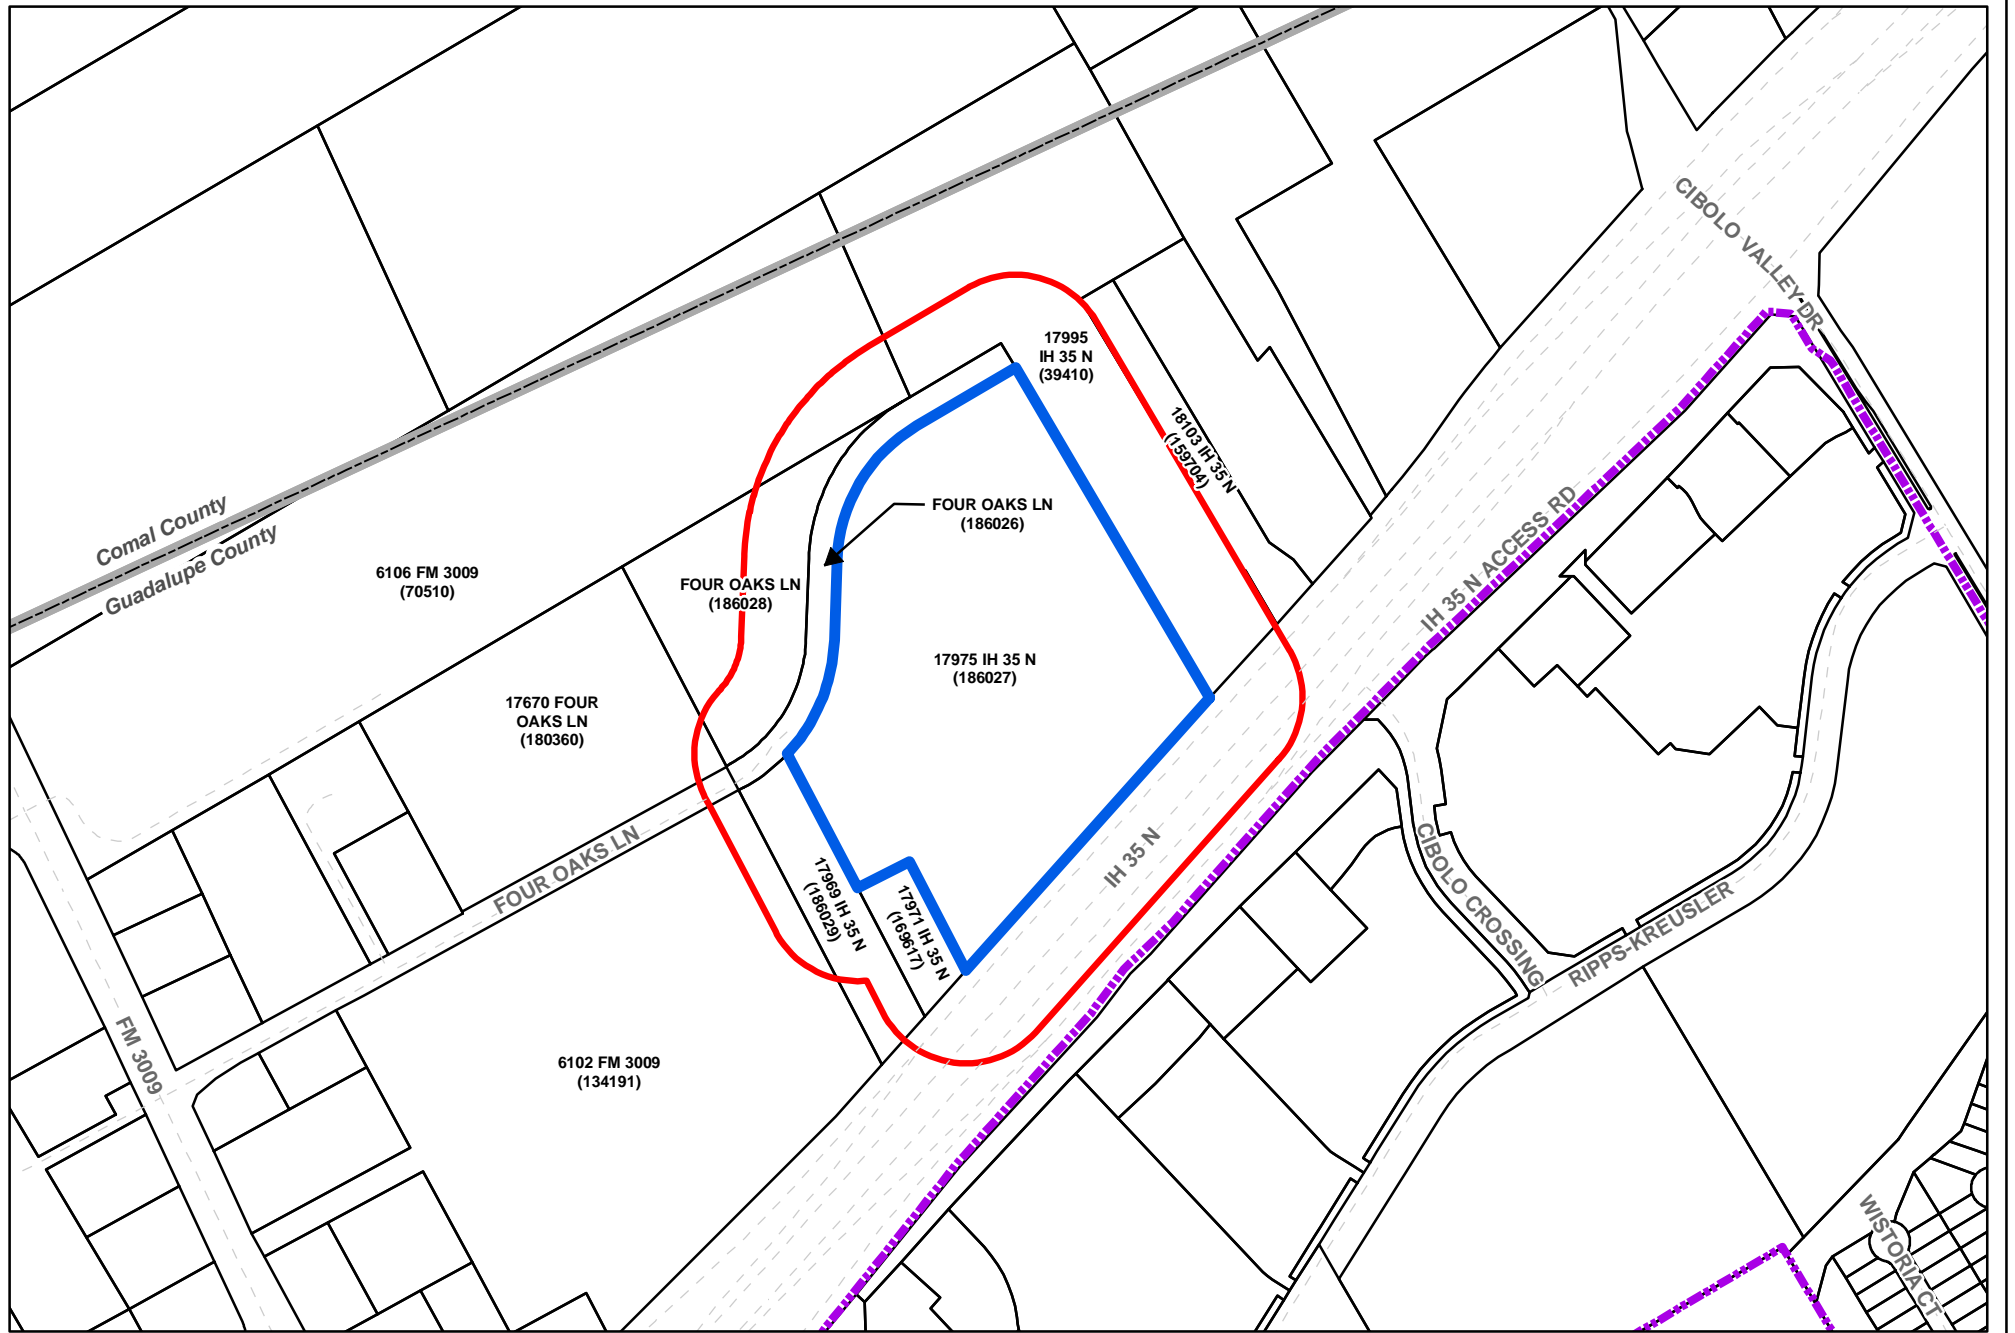 CIBOLO VALLEY DR
17995
IH 35 N
(39410)
18103 IH 35 N
(159704)
Comal County
Guadalupe County
FOUR OAKS LN
(186026)
IH 35 N ACCESS RD
6106 FM 3009
(70510)
FOUR OAKS LN
(186028)
17975 IH 35 N
(186027)
17670 FOUR
OAKS LN
(180360)
FOUR OAKS LN
IH 35 N
17969 IH 35 N
(186029)
17971 IH 35 N
(169617)
CIBOLO CROSSING
RIPPS-KREUSLER
FM 3009
6102 FM 3009
(134191)
WISTORIA CT